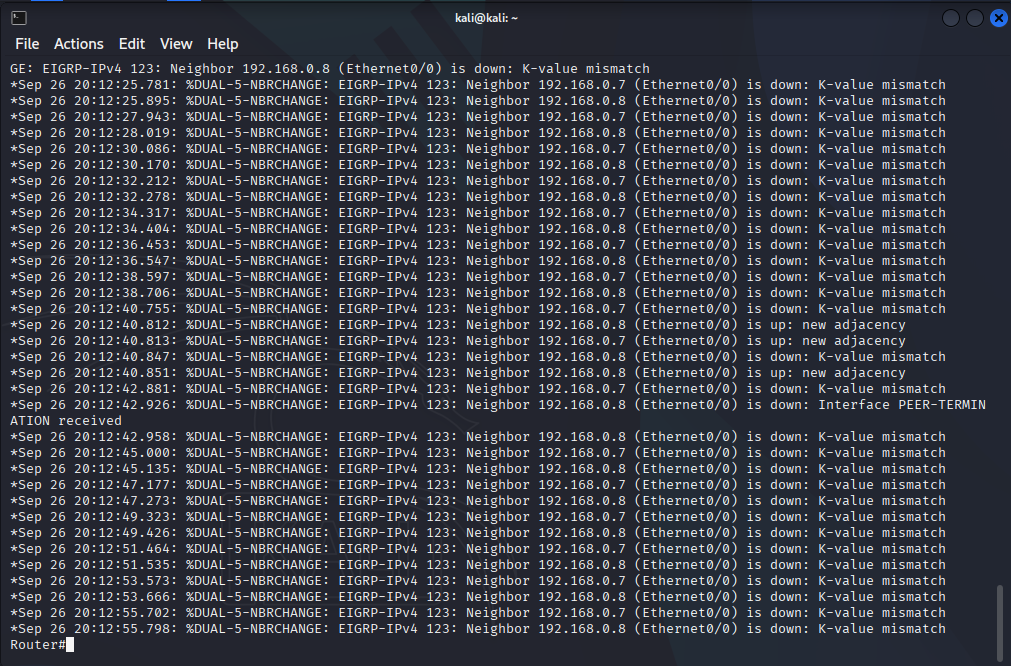 kali@kali: ~
File Actions Edit View Help
GE: EIGRP-IPv4 123: Neighbor 192.168.0.8 (Ethernet0/0) is down: K-value mismatch
*Sep 26 20:12:25.781: %DUAL-5-NBRCHANGE: EIGRP-IPv4 123: Neighbor 192.168.0.7 (Ethernet0/0) is down: K-value mismatch
*Sep 26 20:12:25.895: %DUAL-5-NBRCHANGE: EIGRP-IPv4 123: Neighbor 192.168.0.8 (Ethernet0/0) is down: K-value mismatch
*Sep 26 20:12:27.943: %DUAL-5-NBRCHANGE: EIGRP-IPv4 123: Neighbor 192.168.0.7 (Ethernet0/0) is down: K-value mismatch
*Sep 26 20:12:28.019: %DUAL-5-NBRCHANGE: EIGRP-IPv4 123: Neighbor 192.168.0.8 (Ethernet0/0) is down: K-value mismatch
*Sep 26 20:12:30.086: %DUAL-5-NBRCHANGE: EIGRP-IPv4 123: Neighbor 192.168.0.7 (Ethernet0/0) is down: K-value mismatch
*Sep 26 20:12:30.170: %DUAL-5-NBRCHANGE: EIGRP-IPv4 123: Neighbor 192.168.0.8 (Ethernet0/0) is down: K-value mismatch
*Sep 26 20:12:32.212: %DUAL-5-NBRCHANGE: EIGRP-IPv4 123: Neighbor 192.168.0.7 (Ethernet0/0) is down: K-value mismatch
*Sep 26 20:12:32.278: %DUAL-5-NBRCHANGE: EIGRP-IPv4 123: Neighbor 192.168.0.8 (Ethernet0/0) is down: K-value mismatch
*Sep 26 20:12:34.317: %DUAL-5-NBRCHANGE: EIGRP-IPv4 123: Neighbor 192.168.0.7 (Ethernet0/0) is down: K-value mismatch
*Sep 26 20:12:34.404: %DUAL-5-NBRCHANGE: EIGRP-IPv4 123: Neighbor 192.168.0.8 (Ethernet0/0) is down: K-value mismatch
*Sep 26 20:12:36.453: %DUAL-5-NBRCHANGE: EIGRP-IPv4 123: Neighbor 192.168.0.7 (Ethernet0/0) is down: K-value mismatch
*Sep 26 20:12:36.547: %DUAL-5-NBRCHANGE: EIGRP-IPv4 123: Neighbor 192.168.0.8 (Ethernet0/0) is down: K-value mismatch
*Sep 26 20:12:38.597: %DUAL-5-NBRCHANGE: EIGRP-IPv4 123: Neighbor 192.168.0.7 (Ethernet0/0) is down: K-value mismatch
*Sep 26 20:12:38.706: %DUAL-5-NBRCHANGE: EIGRP-IPv4 123: Neighbor 192.168.0.8 (Ethernet0/0) is down: K-value mismatch
*Sep 26 20:12:40.755: %DUAL-5-NBRCHANGE: EIGRP-IPv4 123: Neighbor 192.168.0.7 (Ethernet0/0) is down: K-value mismatch
*Sep 26 20:12:40.812: %DUAL-5-NBRCHANGE: EIGRP-IPv4 123: Neighbor 192.168.0.8 (Ethernet0/0) is up: new adjacency
*Sep 26 20:12:40.813: %DUAL-5-NBRCHANGE: EIGRP-IPv4 123: Neighbor 192.168.0.7 (Ethernet0/0) is up: new adjacency
*Sep 26 20:12:40.847: %DUAL-5-NBRCHANGE: EIGRP-IPv4 123: Neighbor 192.168.0.8 (Ethernet0/0) is down: K-value mismatch
*Sep 26 20:12:40.851: %DUAL-5-NBRCHANGE: EIGRP-IPv4 123: Neighbor 192.168.0.8 (Ethernet0/0) is up: new adjacency
*Sep 26 20:12:42.881: %DUAL-5-NBRCHANGE: EIGRP-IPv4 123: Neighbor 192.168.0.7 (Ethernet0/0) is down: K-value mismatch
*Sep 26 20:12:42.926: %DUAL-5-NBRCHANGE: EIGRP-IPv4 123: Neighbor 192.168.0.8 (Ethernet0/0) is down: Interface PEER-TERMIN
ATION received
*Sep 26 20:12:42.958: %DUAL-5-NBRCHANGE: EIGRP-IPv4 123: Neighbor 192.168.0.8 (Ethernet0/0) is down: K-value mismatch
*Sep 26 20:12:45.000: %DUAL-5-NBRCHANGE: EIGRP-IPv4 123: Neighbor 192.168.0.7 (Ethernet0/0) is down: K-value mismatch
*Sep 26 20:12:45.135: %DUAL-5-NBRCHANGE: EIGRP-IPv4 123: Neighbor 192.168.0.8 (Ethernet0/0) is down: K-value mismatch
*Sep 26 20:12:47.177: %DUAL-5-NBRCHANGE: EIGRP-IPv4 123: Neighbor 192.168.0.7 (Ethernet0/0) is down: K-value mismatch
*Sep 26 20:12:47.273: %DUAL-5-NBRCHANGE: EIGRP-IPv4 123: Neighbor 192.168.0.8 (Ethernet0/0) is down: K-value mismatch
*Sep 26 20:12:49.323: %DUAL-5-NBRCHANGE: EIGRP-IPv4 123: Neighbor 192.168.0.7 (Ethernet0/0) is down: K-value mismatch
*Sep 26 20:12:49.426: %DUAL-5-NBRCHANGE: EIGRP-IPv4 123: Neighbor 192.168.0.8 (Ethernet0/0) is down: K-value mismatch
*Sep 26 20:12:51.464: %DUAL-5-NBRCHANGE: EIGRP-IPv4 123: Neighbor 192.168.0.7 (Ethernet0/0) is down: K-value mismatch
*Sep 26 20:12:51.535: %DUAL-5-NBRCHANGE: EIGRP-IPv4 123: Neighbor 192.168.0.8 (Ethernet0/0) is down: K-value mismatch
*Sep 26 20:12:53.573: %DUAL-5-NBRCHANGE: EIGRP-IPv4 123: Neighbor 192.168.0.7 (Ethernet0/0) is down: K-value mismatch
*Sep 26 20:12:53.666: %DUAL-5-NBRCHANGE: EIGRP-IPv4 123: Neighbor 192.168.0.8 (Ethernet0/0) is down: K-value mismatch
*Sep 26 20:12:55.702: %DUAL-5-NBRCHANGE: EIGRP-IPv4 123: Neighbor 192.168.0.7 (Ethernet0/0) is down: K-value mismatch
*Sep 26 20:12:55.798: %DUAL-5-NBRCHANGE: EIGRP-IPv4 123: Neighbor 192.168.0.8 (Ethernet0/0) is down: K-value mismatch
Router#